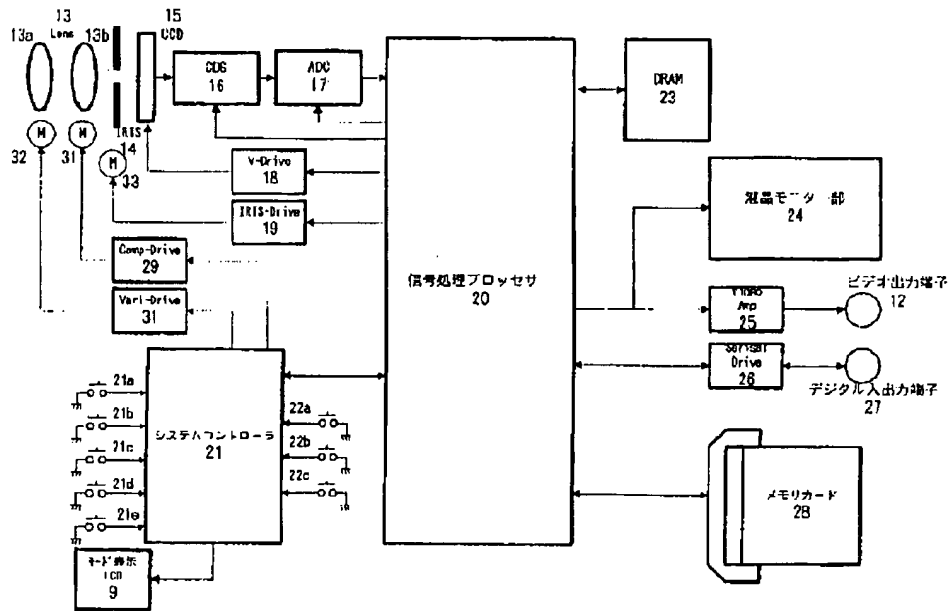 13
Lens
13a
13b
15
CCD
CDS
16
ADC
17
DRAM
23
M
32
M
31
IRIS
14
M
33
V-Drive
18
IRIS-Drive
19
Comp-Drive
29
Vari-Drive
31
信号処理プロセッサ
20
液晶モニター部
24
Amp
25
ビデオ出力端子
12
Drive
26
デジタル入出力端子
27
システムコントローラ
21
21a
21b
21c
21d
21e
22a
22b
22c
メモリカード
28
モード表示
LCD
9